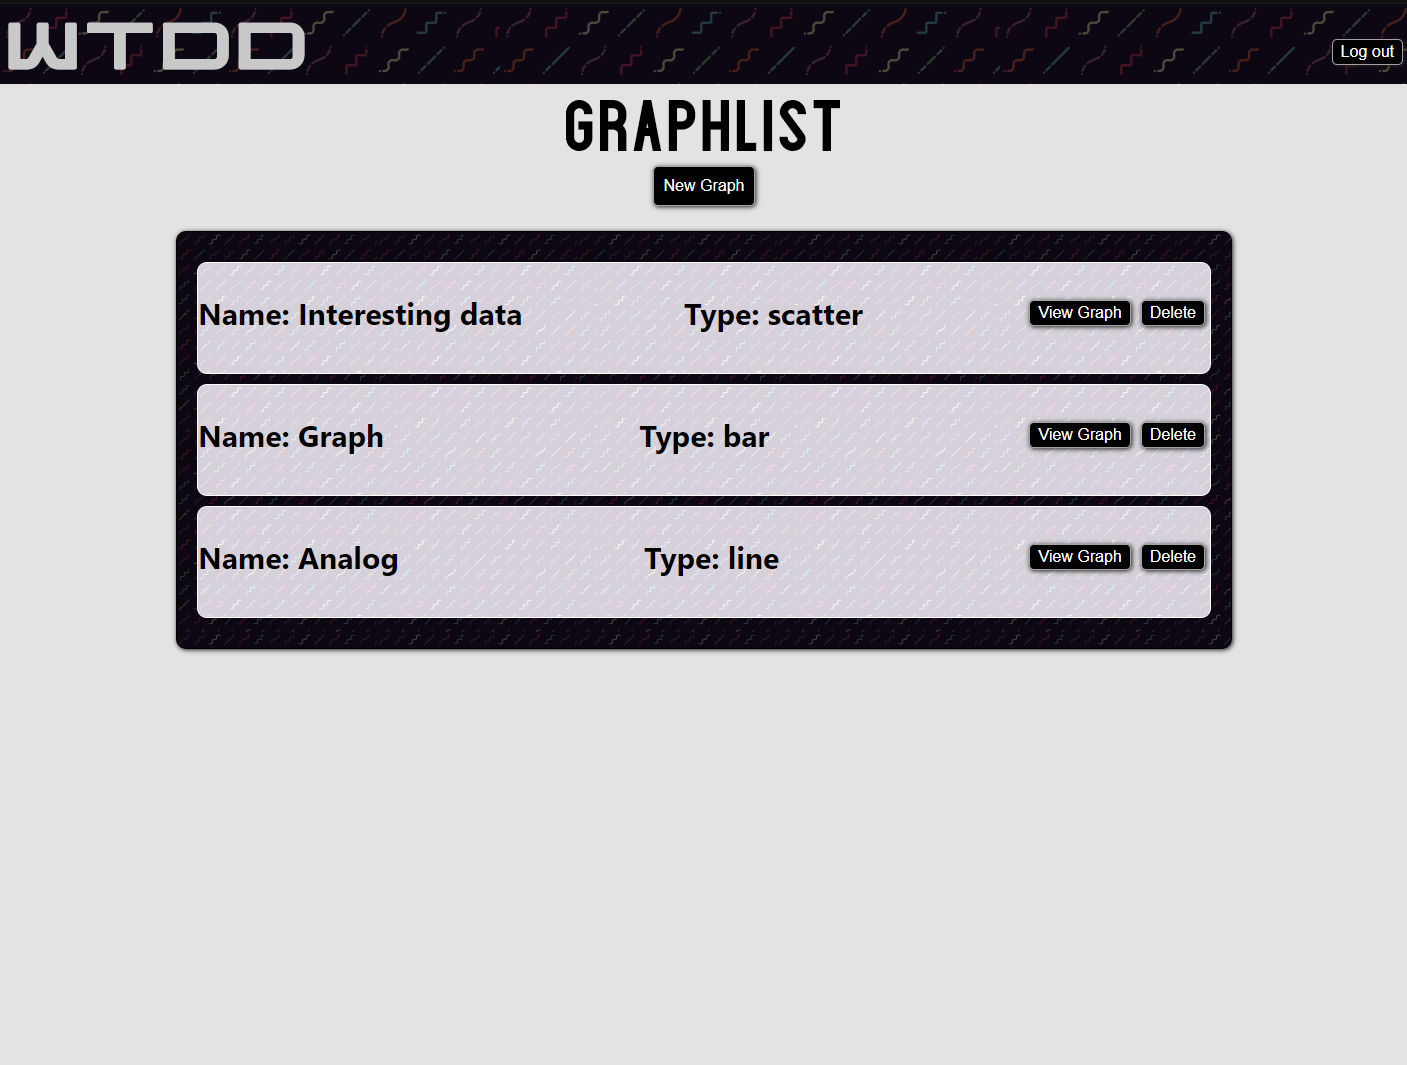 WTDD
Log out
GRAPHLIST
New Graph
Name: Interesting data Type: scatter View Graph Delete
Name: Graph Type: bar View Graph Delete
Name: Analog Type: line View Graph Delete